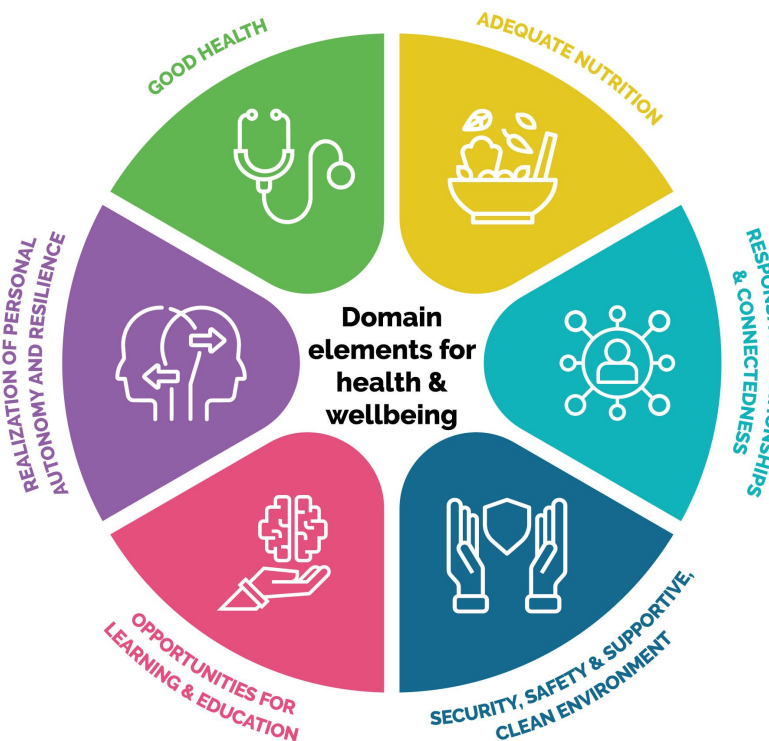 Domain
elements for
health &
wellbeing
GOOD HEALTH
ADEQUATE NUTRITION
& CONNECTEDNESS
SECURITY, SAFETY & SUPPORTIVE,
CLEAN ENVIRONMENT
OPPORTUNITIES FOR
LEARNING & EDUCATION
REALIZATION OF PERSONAL
AUTONOMY AND RESILIENCE